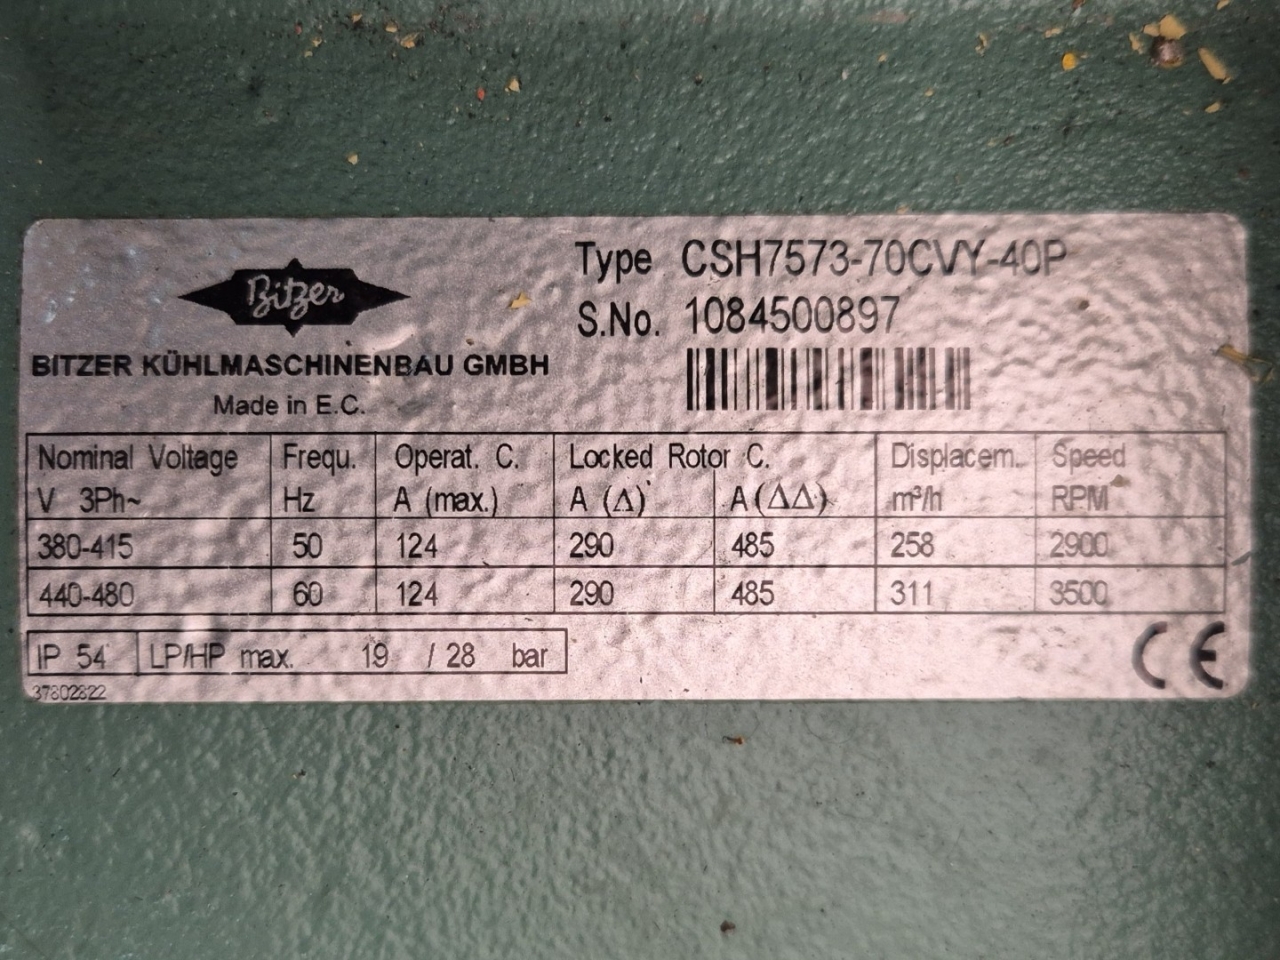 Bitzer
Type CSH7573-70CVY-40P
S.No. 1084500897
BITZER KÜHLMASCHINENBAU GMBH
Made in E.C.
Nominal Voltage Frequ. Operat. C. Locked Rotor C. Displacem. Speed
V 3Ph~ Hz A (max.) A (Δ) A (ΔΔ) m³/h RPM
380-415 50 124 290 485 258 2900
440-480 60 124 290 485 311 3500
IP 54 LP/HP max. 19 / 28 bar
CE
37802822